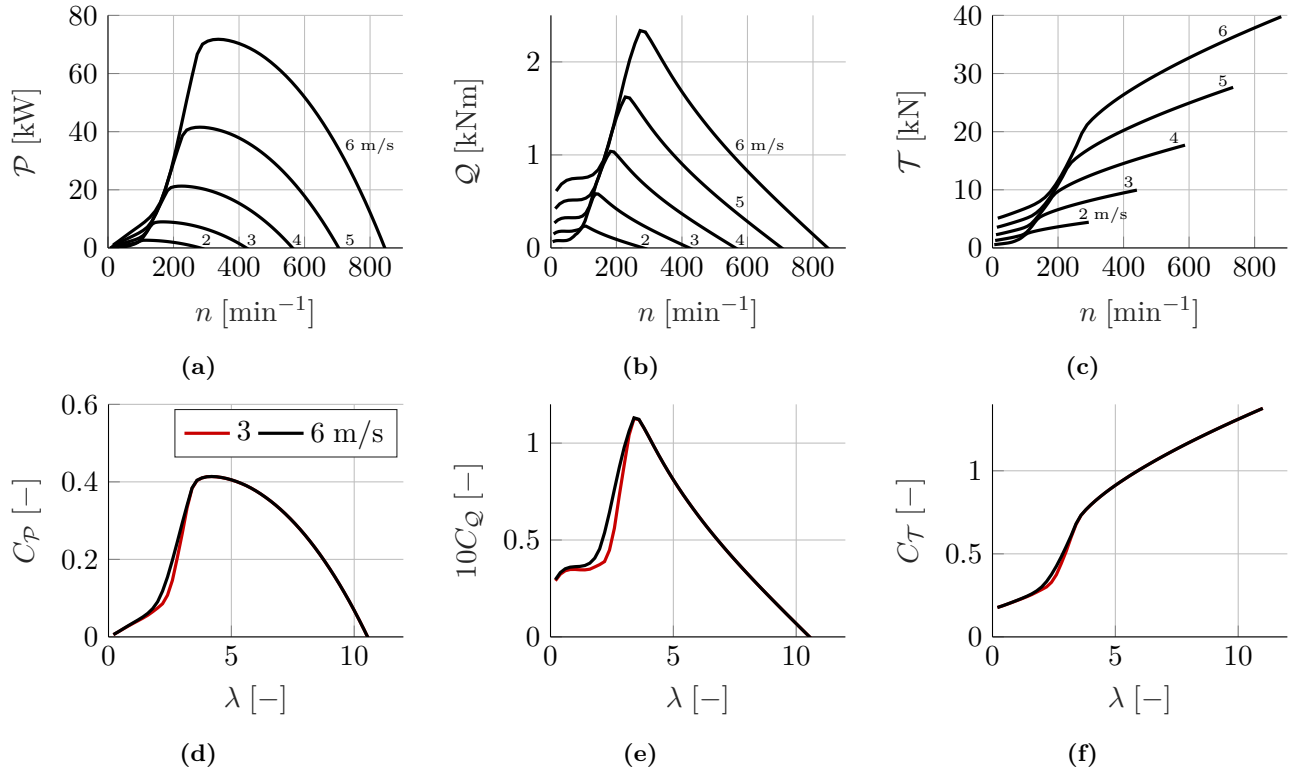 80
60
40
20
0
0 200 400 600 800
𝒫 [kW]
n [min⁻¹]
6 m/s
2 3 4 5
(a)
2
1
0
0 200 400 600 800
𝒬 [kNm]
n [min⁻¹]
6 m/s
5
2 3 4
(b)
40
30
20
10
0
0 200 400 600 800
𝒯 [kN]
n [min⁻¹]
6
5
4
3
2 m/s
(c)
0.6
0.4
0.2
0
0 5 10
C𝒫 [−]
λ [−]
3 6 m/s
(d)
1
0.5
0
0 5 10
10C𝒬 [−]
λ [−]
(e)
1
0.5
0
0 5 10
C𝒯 [−]
λ [−]
(f)